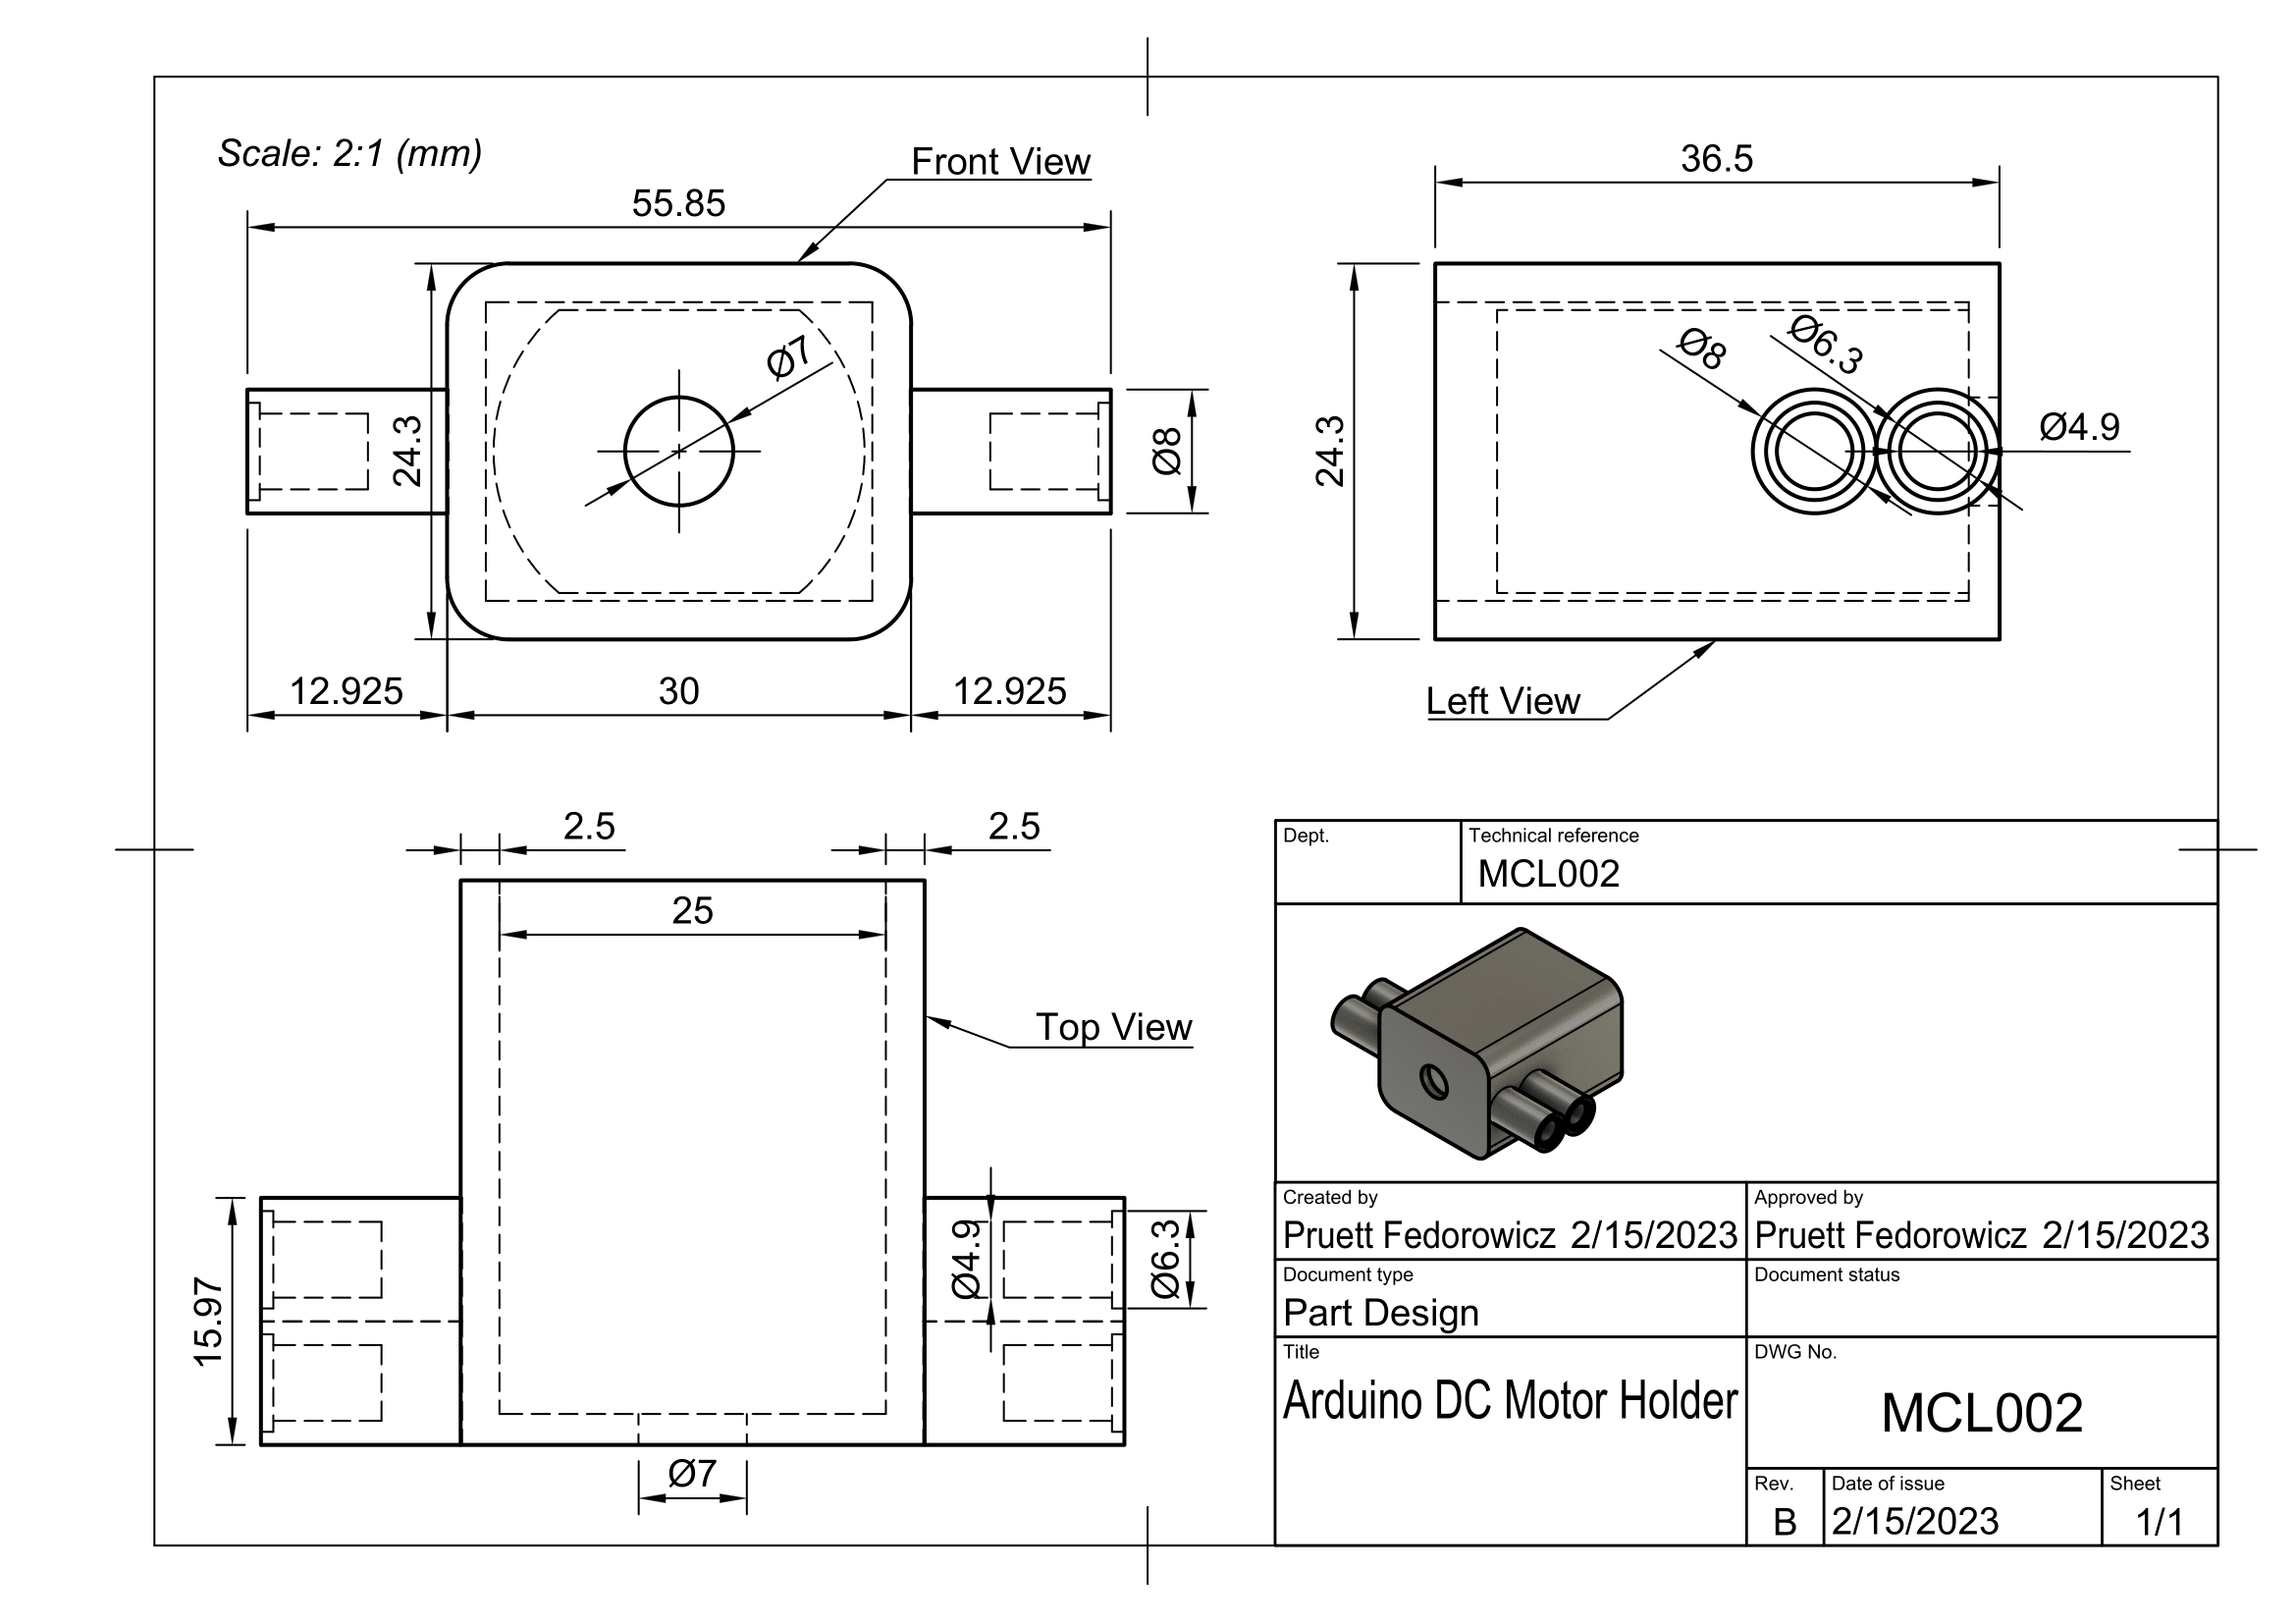 Scale: 2:1 (mm)
Front View
55.85
24.3
Ø7
Ø8
12.925
30
12.925
36.5
24.3
Ø8
Ø6.3
Ø4.9
Left View
2.5
2.5
25
Top View
15.97
Ø4.9
Ø6.3
Ø7
Dept.
Technical reference
MCL002
Created by
Pruett Fedorowicz 2/15/2023
Approved by
Pruett Fedorowicz 2/15/2023
Document type
Part Design
Document status
Title
Arduino DC Motor Holder
DWG No.
MCL002
Rev.
B
Date of issue
2/15/2023
Sheet
1/1